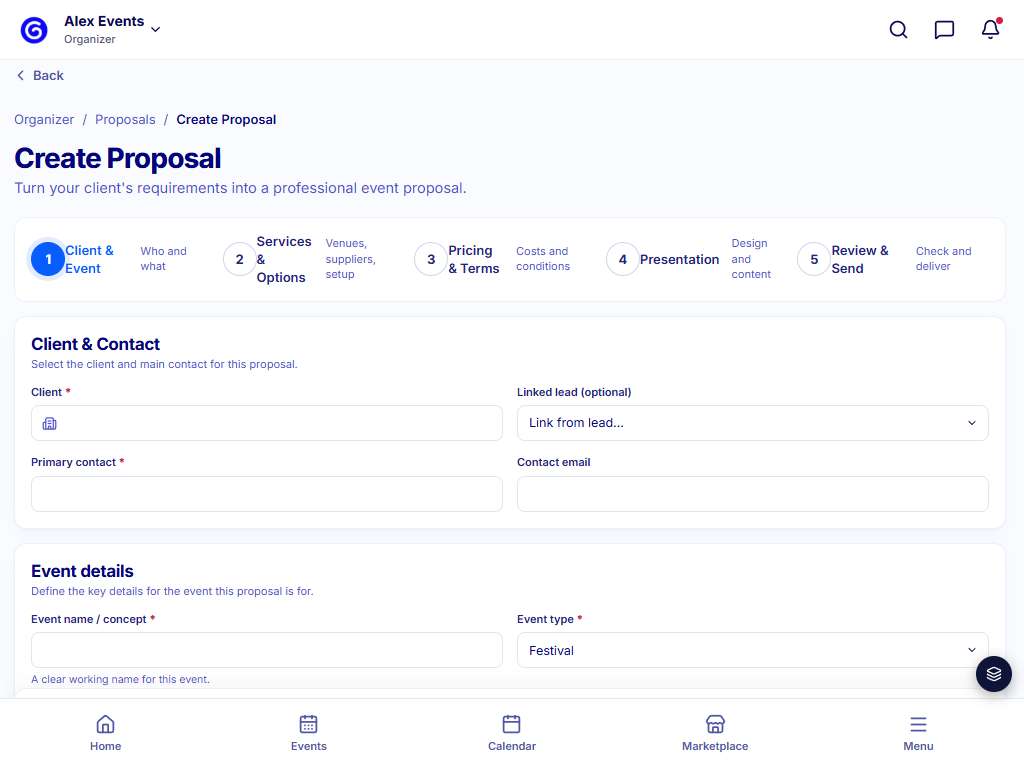 Alex Events
Organizer
Back
Organizer / Proposals / Create Proposal
Create Proposal
Turn your client's requirements into a professional event proposal.
1
Client &
Event
Who and
what
2
Services
&
Options
Venues,
suppliers,
setup
3
Pricing
& Terms
Costs and
conditions
4
Presentation
Design
and
content
5
Review &
Send
Check and
deliver
Client & Contact
Select the client and main contact for this proposal.
Client *
Linked lead (optional)
Link from lead...
Primary contact *
Contact email
Event details
Define the key details for the event this proposal is for.
Event name / concept *
Event type *
Festival
A clear working name for this event.
Home
Events
Calendar
Marketplace
Menu